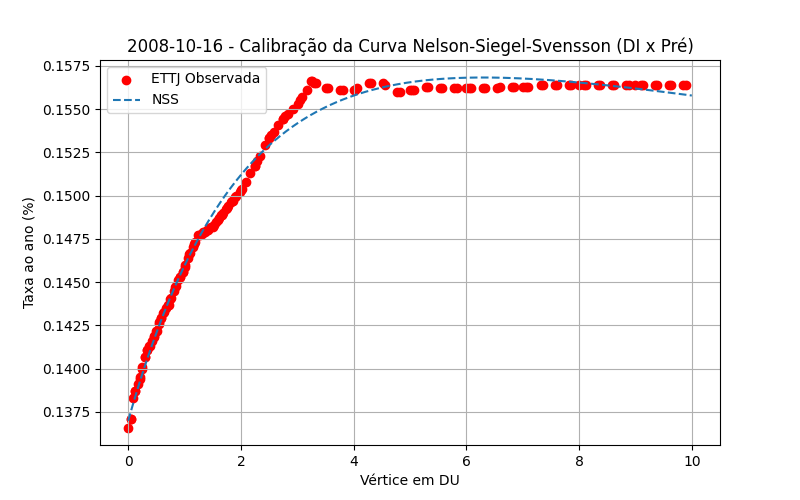 2008-10-16 - Calibração da Curva Nelson-Siegel-Svensson (DI x Pré)
ETTJ Observada
NSS
Taxa ao ano (%)
0.1575
0.1550
0.1525
0.1500
0.1475
0.1450
0.1425
0.1400
0.1375
0 2 4 6 8 10
Vértice em DU